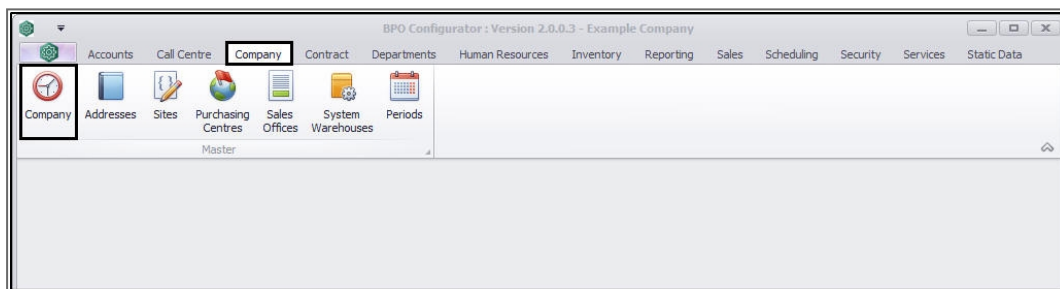 BPO Configurator : Version 2.0.0.3 - Example Company
Accounts Call Centre Company Contract Departments Human Resources Inventory Reporting Sales Scheduling Security Services Static Data
Company Addresses Sites Purchasing Sales System Periods
Centres Offices Warehouses
Master